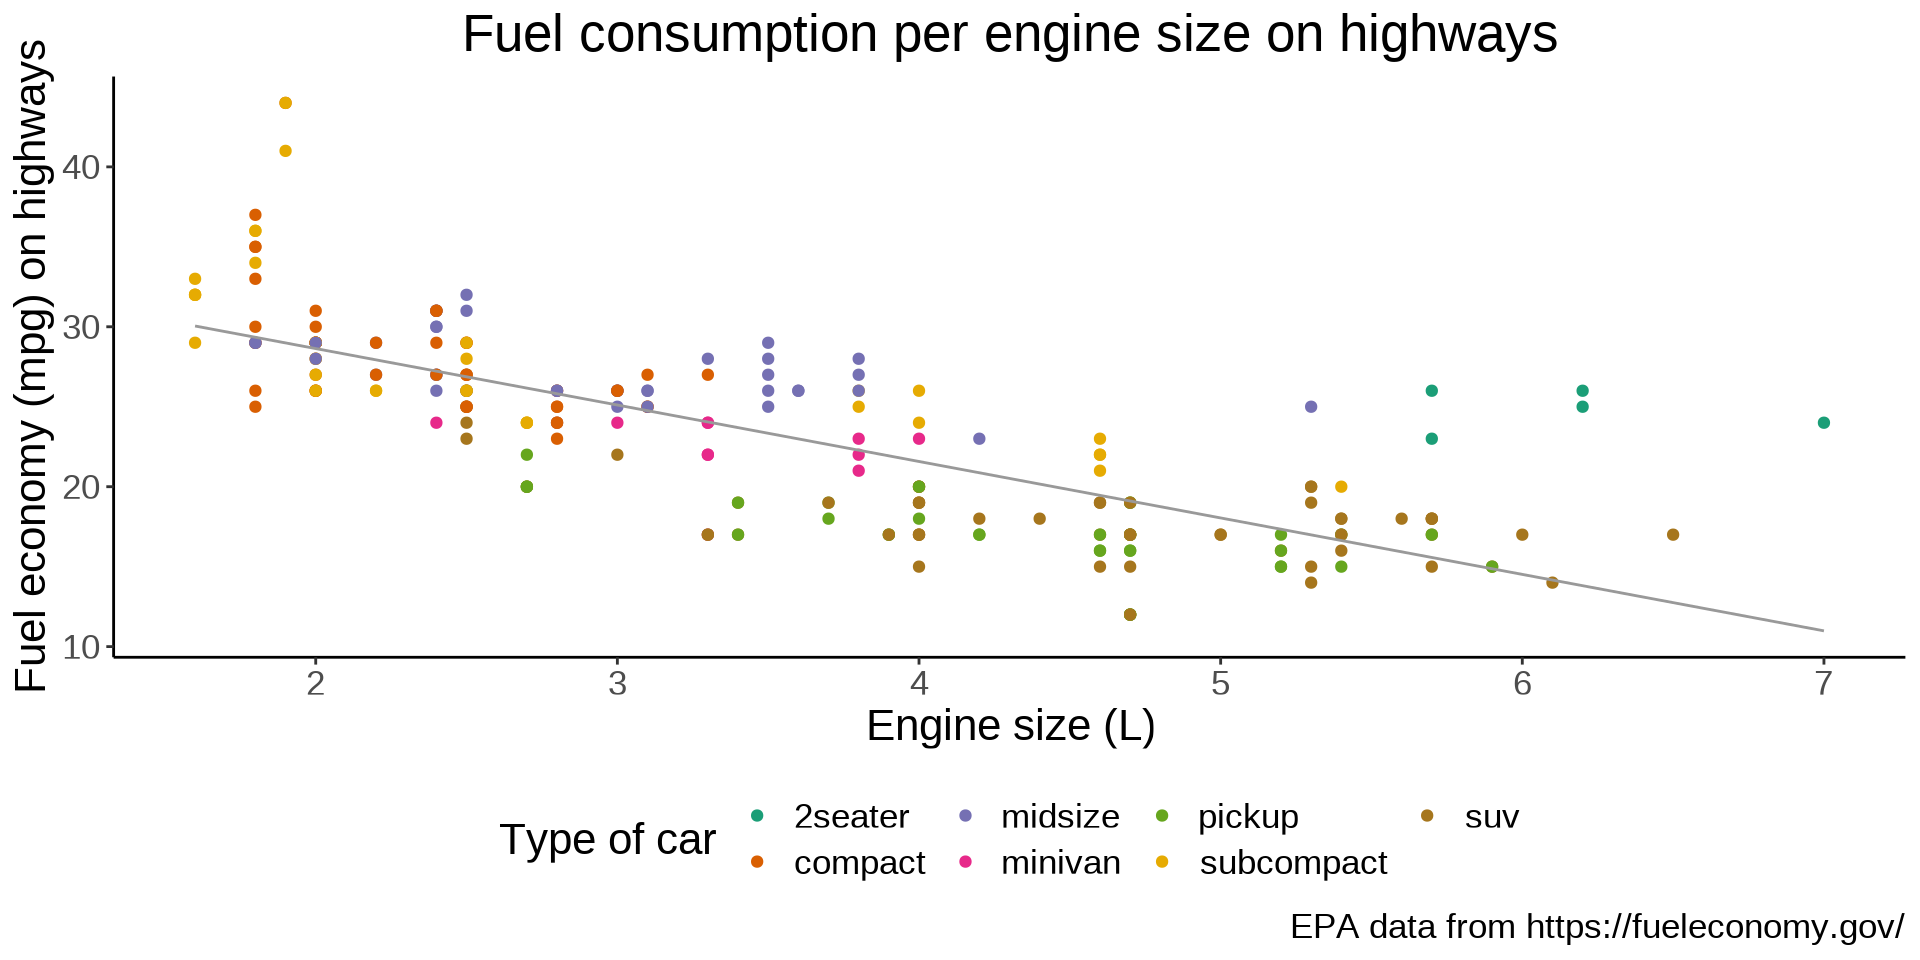 Fuel consumption per engine size on highways
Fuel economy (mpg) on highways
40
30
20
10
2 3 4 5 6 7
Engine size (L)
Type of car
2seater midsize pickup suv
compact minivan subcompact
EPA data from https://fueleconomy.gov/